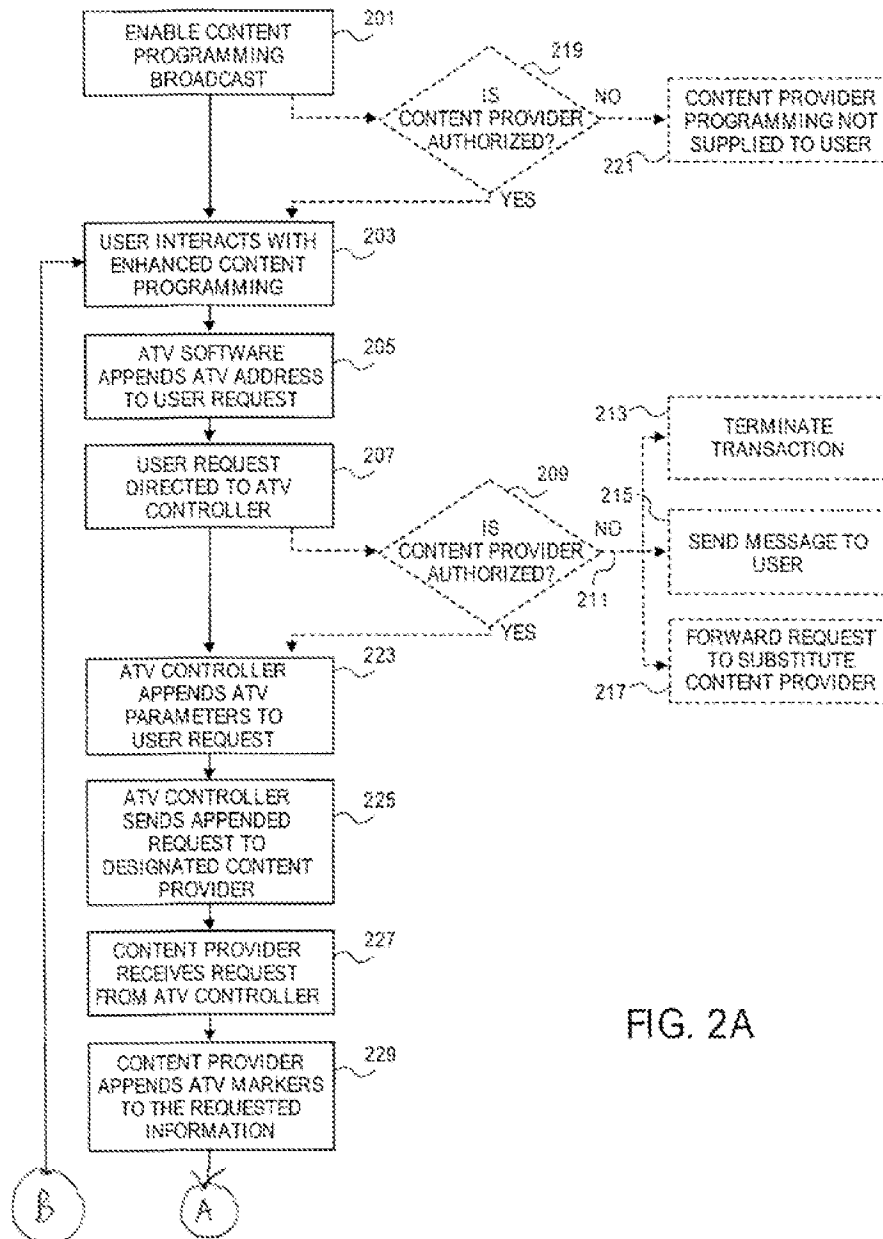 ENABLE CONTENT
PROGRAMMING
BROADCAST
201
219
IS
CONTENT PROVIDER
AUTHORIZED?
NO
YES
CONTENT PROVIDER
PROGRAMMING NOT
SUPPLIED TO USER
221
USER INTERACTS WITH
ENHANCED CONTENT
PROGRAMMING
203
ATV SOFTWARE
APPENDS ATV ADDRESS
TO USER REQUEST
205
USER REQUEST
DIRECTED TO ATV
CONTROLLER
207
209
IS
CONTENT PROVIDER
AUTHORIZED?
NO
211
YES
213
TERMINATE
TRANSACTION
215
SEND MESSAGE TO
USER
FORWARD REQUEST
TO SUBSTITUTE
CONTENT PROVIDER
217
ATV CONTROLLER
APPENDS ATV
PARAMETERS TO
USER REQUEST
223
ATV CONTROLLER
SENDS APPENDED
REQUEST TO
DESIGNATED CONTENT
PROVIDER
225
CONTENT PROVIDER
RECEIVES REQUEST
FROM ATV CONTROLLER
227
CONTENT PROVIDER
APPENDS ATV MARKERS
TO THE REQUESTED
INFORMATION
229
FIG. 2A
B
A